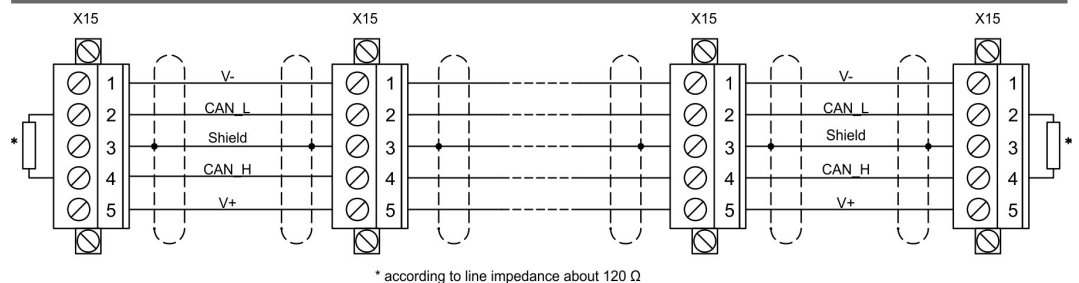 X15 X15 X15 X15
1 V- 1 1 V- 1
2 CAN_L 2 2 CAN_L 2
* 3 Shield 3 3 Shield 3 *
4 CAN_H 4 4 CAN_H 4
5 V+ 5 5 V+ 5
* according to line impedance about 120 Ω